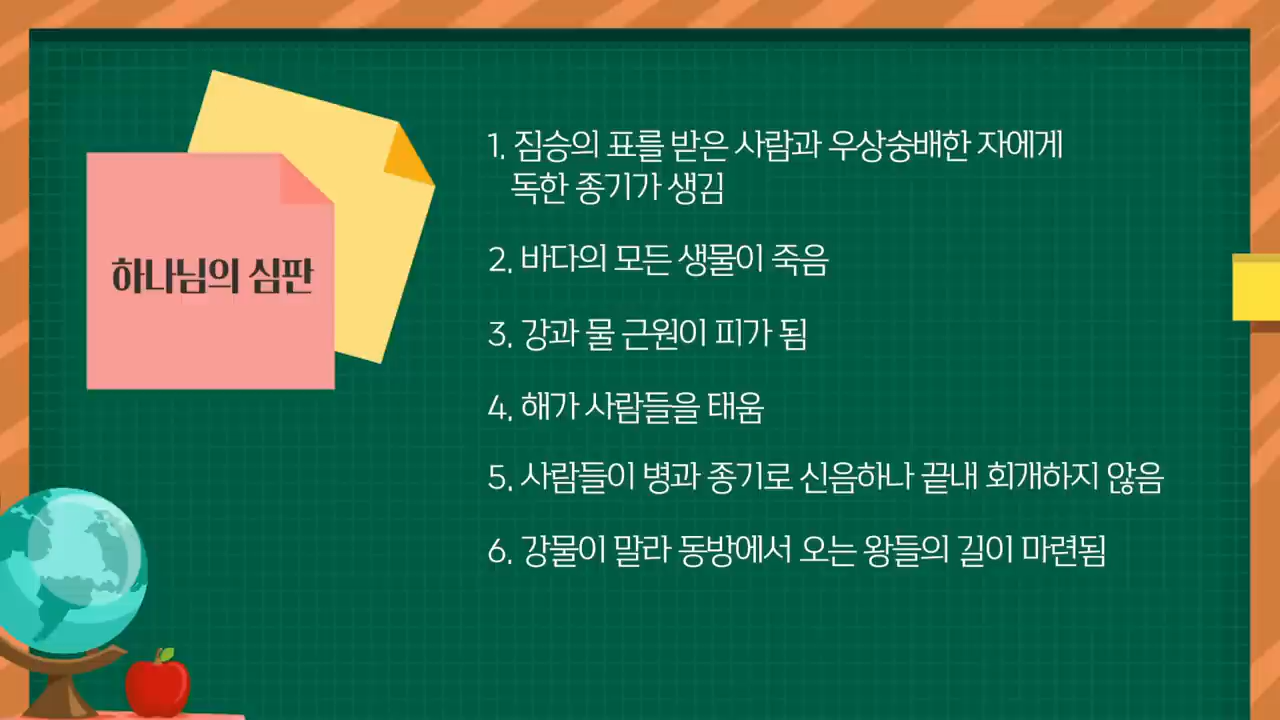 하나님의 심판
1. 짐승의 표를 받은 사람과 우상숭배한 자에게
독한 종기가 생김
2. 바다의 모든 생물이 죽음
3. 강과 물 근원이 피가 됨
4. 해가 사람들을 태움
5. 사람들이 병과 종기로 신음하나 끝내 회개하지 않음
6. 강물이 말라 동방에서 오는 왕들의 길이 마련됨